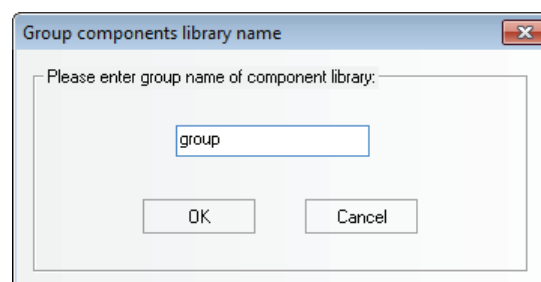 Group components library name
Please enter group name of component library:
group
OK Cancel